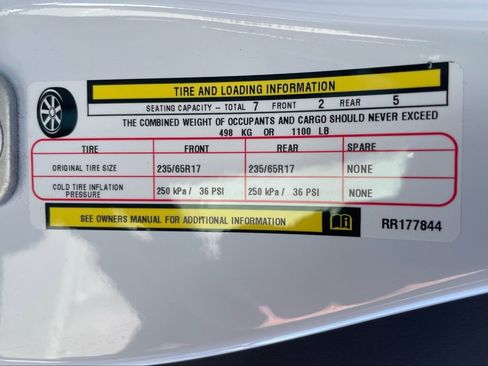 TIRE AND LOADING INFORMATION
SEATING CAPACITY – TOTAL 7 FRONT 2 REAR 5
THE COMBINED WEIGHT OF OCCUPANTS AND CARGO SHOULD NEVER EXCEED
498 KG OR 1100 LB
TIRE FRONT REAR SPARE
ORIGINAL TIRE SIZE 235/65R17 235/65R17 NONE
COLD TIRE INFLATION PRESSURE 250 kPa / 36 PSI 250 kPa / 36 PSI NONE
SEE OWNERS MANUAL FOR ADDITIONAL INFORMATION RR177844